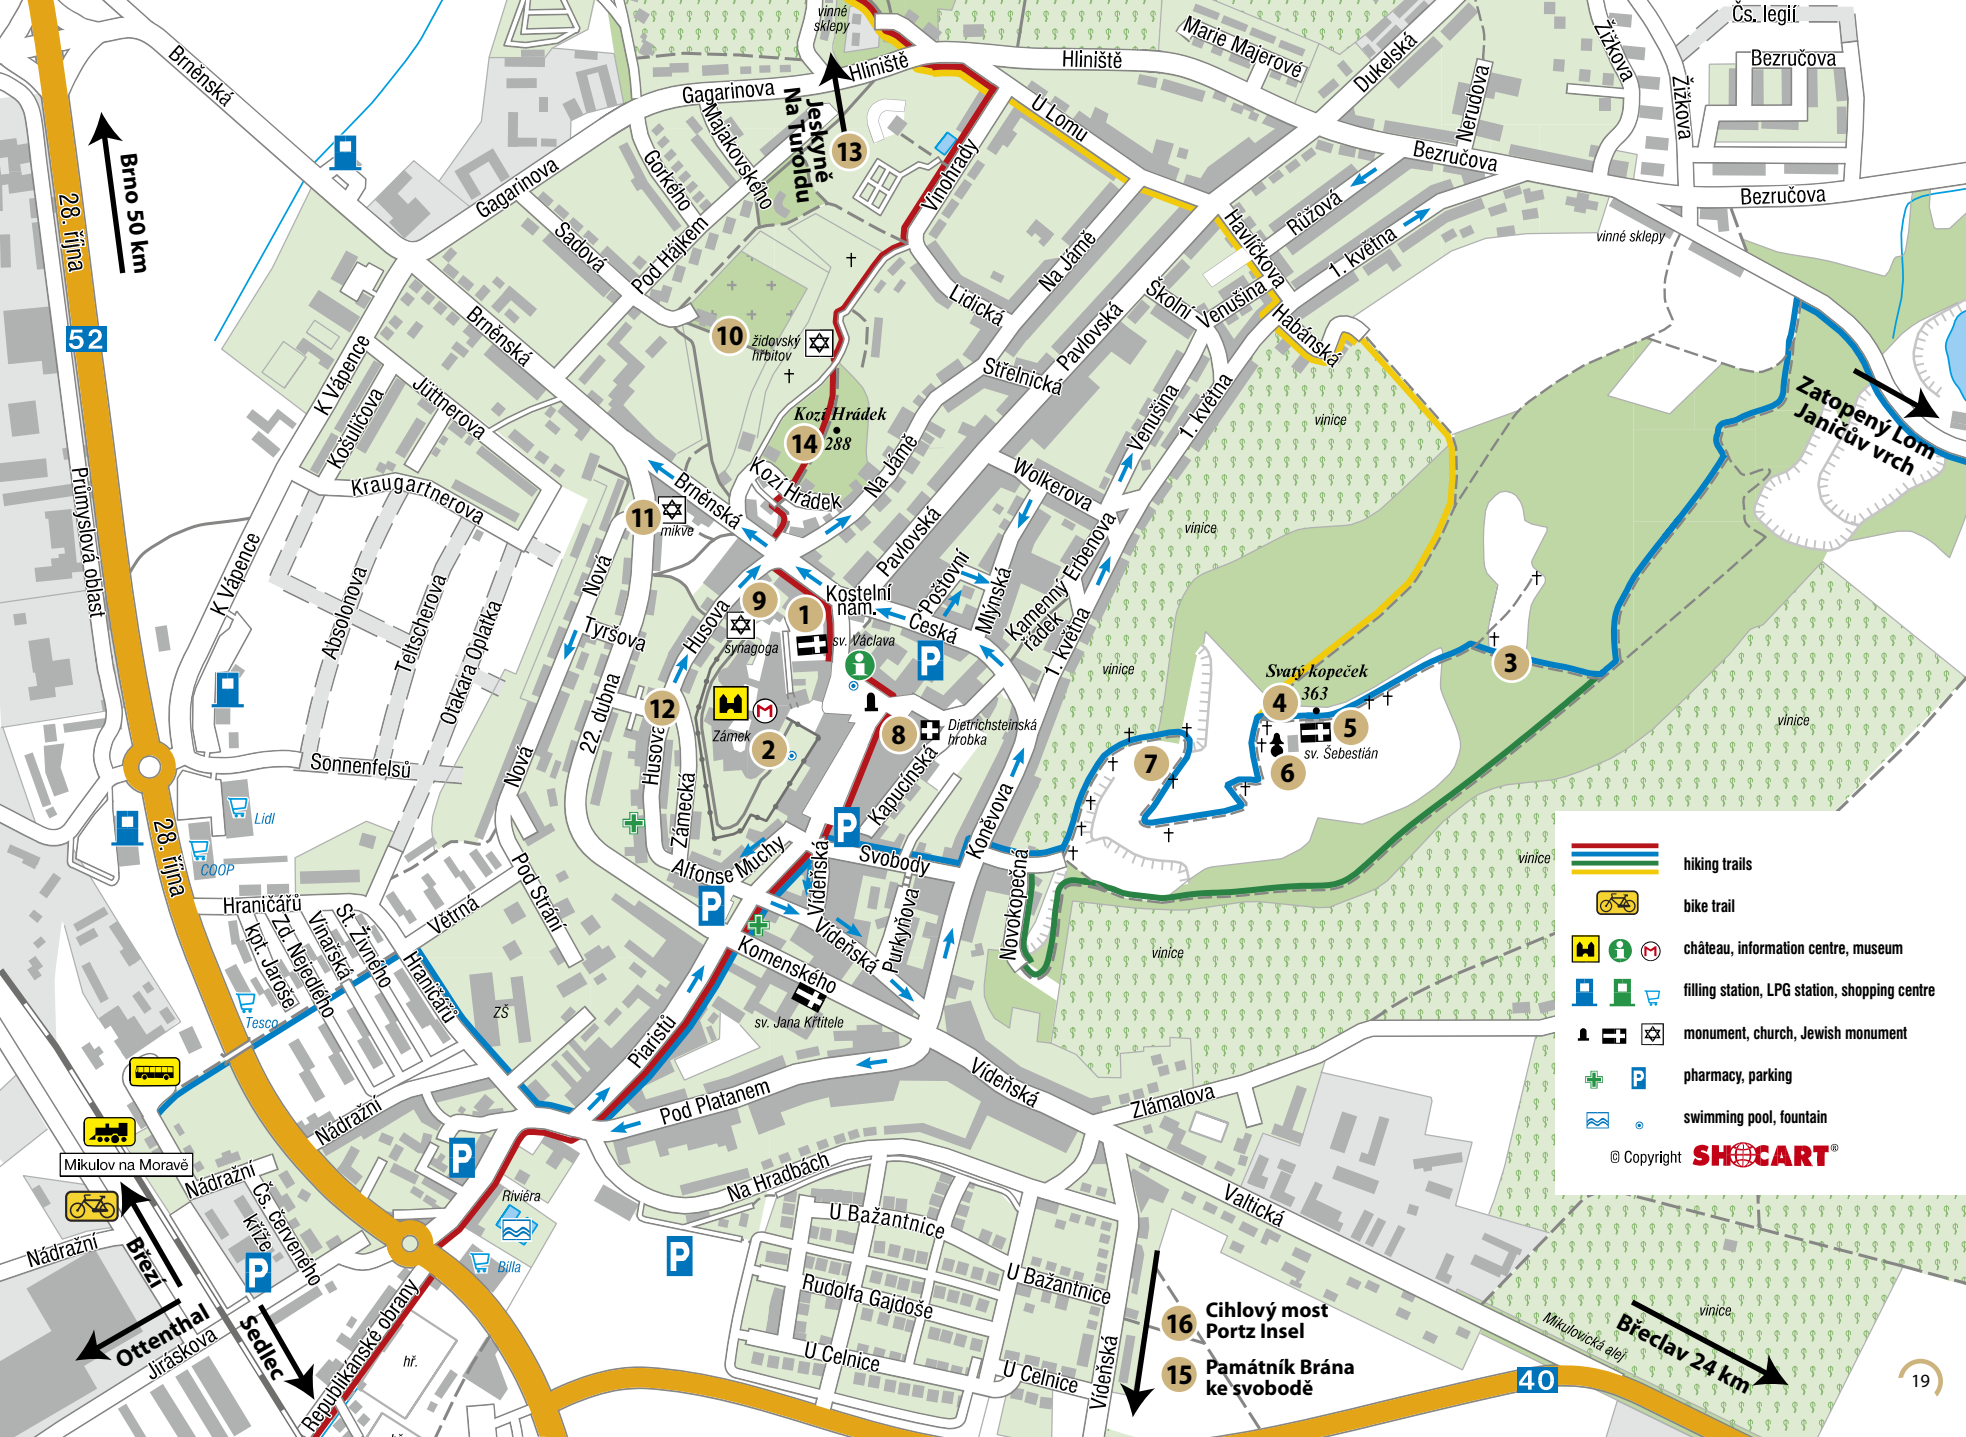 vinné
sklepy
Hliniště
Hliniště
Marie Majerové
Dukelská
Žižkova
Čs. legií
Bezručova
Žižkova
Brněnská
Gagarinova
Majakovského
Jeskyně
Na Turoldu
13
U Lomu
Nerudova
Bezručova
Bezručova
Brno 50 km
28. října
Gagarinova
Gorkého
Vinohrady
Růžová
Havlíčkova
1. května
vinné sklepy
Sadová
Pod Hájkem
Na Jámě
Školní
Venušina
Habánská
Lidická
Pavlovská
52
Brněnská
10
židovský
hřbitov
K Vápence
Košuličova
Jüttnerova
Střelnická
Venušina
1. května
vinice
Zatopený Lom
Janičův vrch
Kozí Hrádek
288
14
Kozí Hrádek
Na Jámě
Průmyslová oblast
Kraugartnerova
Brněnská
11
mikve
Wolkerova
Pavlovská
vinice
K Vápence
Nová
Absolonova
Teltscherova
Otakara Oplatka
Tyršova
Husova
9
1
Kostelní
nám.
Poštovní
Česká
Mlýnská
Kamenný
řádek
Erbenova
1. května
synagoga
sv. Václava
P
vinice
3
Svatý kopeček
363
4
5
sv. Šebestián
6
7
vinice
22. dubna
12
Husova
Zámek
2
8
Dietrichsteinská
hrobka
Kapucínská
Sonnenfelsů
Nová
Zámecká
Koněvova
Lidl
COOP
28. října
P
Alfonse Muchy
Svobody
Vídeňská
Novokopečná
vinice
Hraničářů
kpt. Jaroše
Zd. Nejedlého
Vinařská
St. Živného
Větrná
Pod Strání
P
Komenského
Vídeňská
Purkyňova
vinice
Hraničářů
ZŠ
Tesco
sv. Jana Křtitele
Piaristů
Vídeňská
Pod Platanem
Zlámalova
Nádražní
Mikulov na Moravě
P
Nádražní
Čs. červeného
kříže
Riviéra
Billa
Na Hradbách
U Bažantnice
Valtická
Nádražní
Březí
P
P
U Bažantnice
Rudolfa Gajdoše
U Celnice
U Celnice
Vídeňská
Ottenthal
Jiráskova
Sedlec
Republikánské obrany
hř.
16
Cihlový most
Portz Insel
15
Památník Brána
ke svobodě
Mikulovická alej
vinice
Břeclav 24 km
40
hiking trails
bike trail
château, information centre, museum
filling station, LPG station, shopping centre
monument, church, Jewish monument
pharmacy, parking
P
swimming pool, fountain
© Copyright SHOCART®
19